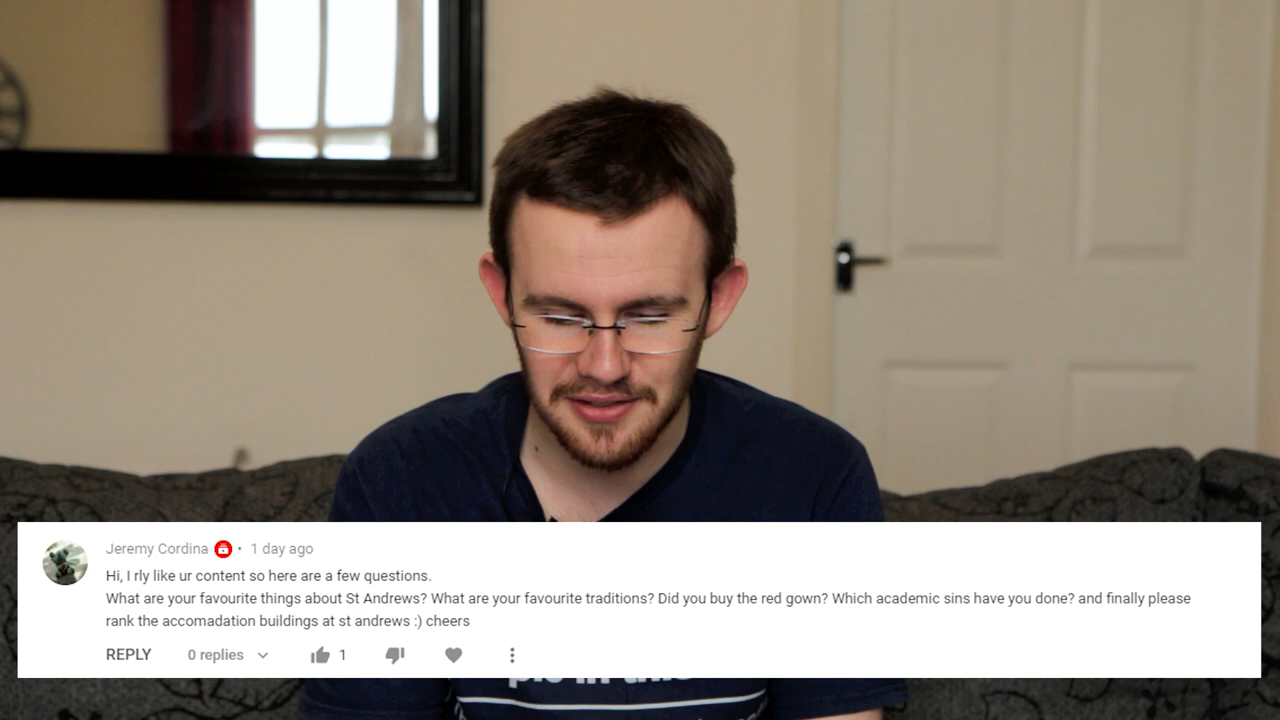 Jeremy Cordina • 1 day ago
Hi, I rly like ur content so here are a few questions.
What are your favourite things about St Andrews? What are your favourite traditions? Did you buy the red gown? Which academic sins have you done? and finally please
rank the accomadation buildings at st andrews :) cheers
REPLY 0 replies 1